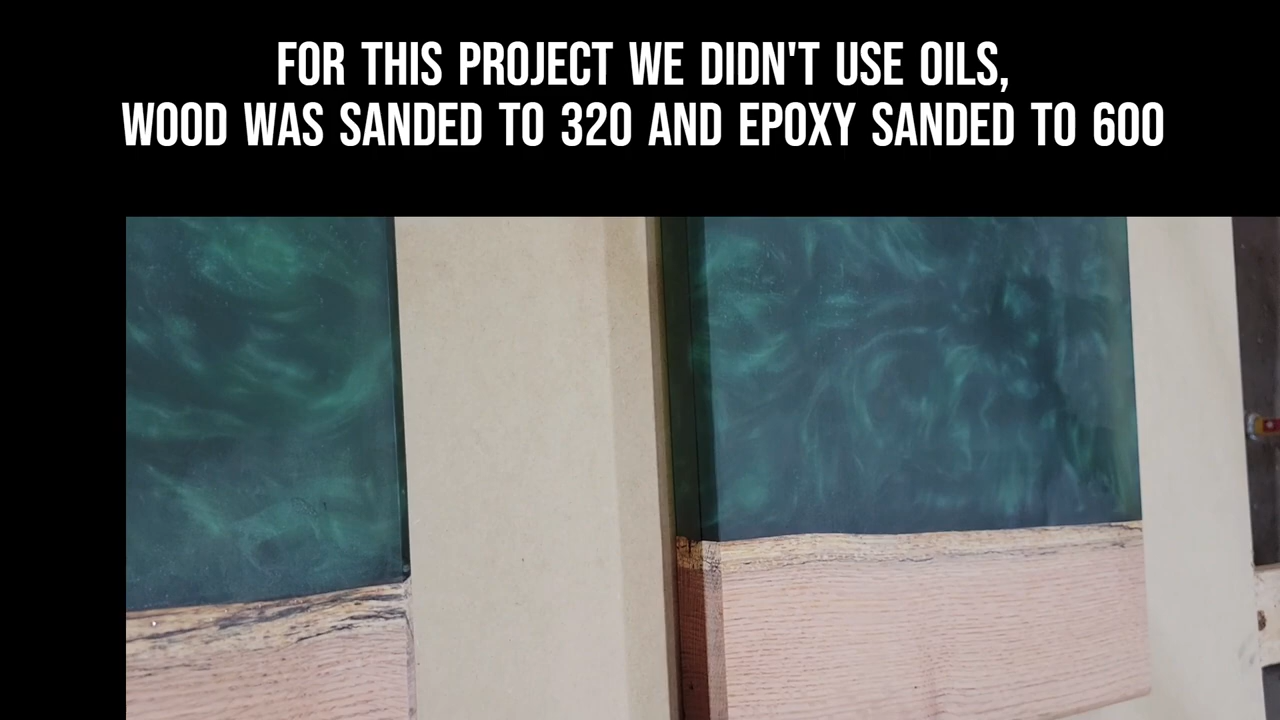 FOR THIS PROJECT WE DIDN'T USE OILS,
WOOD WAS SANDED TO 320 AND EPOXY SANDED TO 600